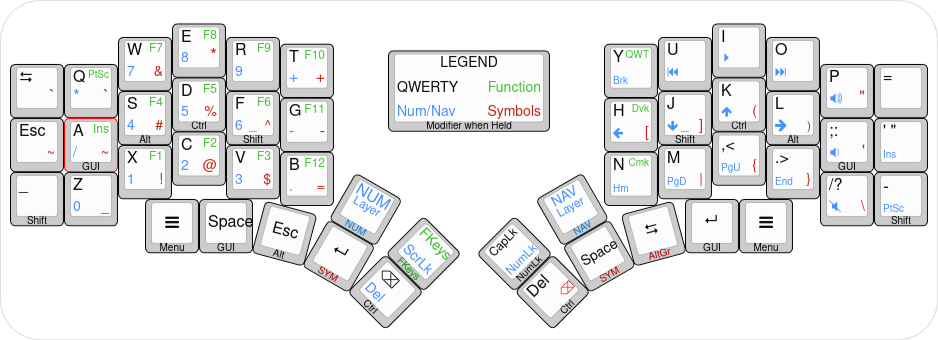 LEGEND
QWERTY Function
Num/Nav Symbols
Modifier when Held
⇆ `
Q PtSc
* `
W F7
7 &
E F8
8 *
R F9
9
T F10
+ +
Esc
~
A Ins
/ ~
GUI
S F4
4 #
Alt
D F5
5 %
Ctrl
F F6
6 _ ^
Shift
G F11
- -
_
Shift
Z
0 _
X F1
1 !
C F2
2 @
V F3
3 $
B F12
. =
☰
Menu
Space
GUI
Esc
Alt
↵
SYM
NUM
Layer
NUM
Del
Ctrl
FKeys
ScrLk
FKeys
Y QWT
Brk
U
⏮
I
⏵
O
⏭
P
"
=
H Dvk
← [
J
↓ _ ]
Shift
K
↑ (
Ctrl
L
→ )
Alt
;:
'
GUI
' "
Ins
N Cmk
Hm
M
PgD |
,<
PgU {
.>
End }
/?
\
-
PtSc
Shift
NAV
Layer
NAV
CapLk
NumLk
NumLk
Del
Ctrl
Space
SYM
⇆
AltGr
↵
GUI
☰
Menu